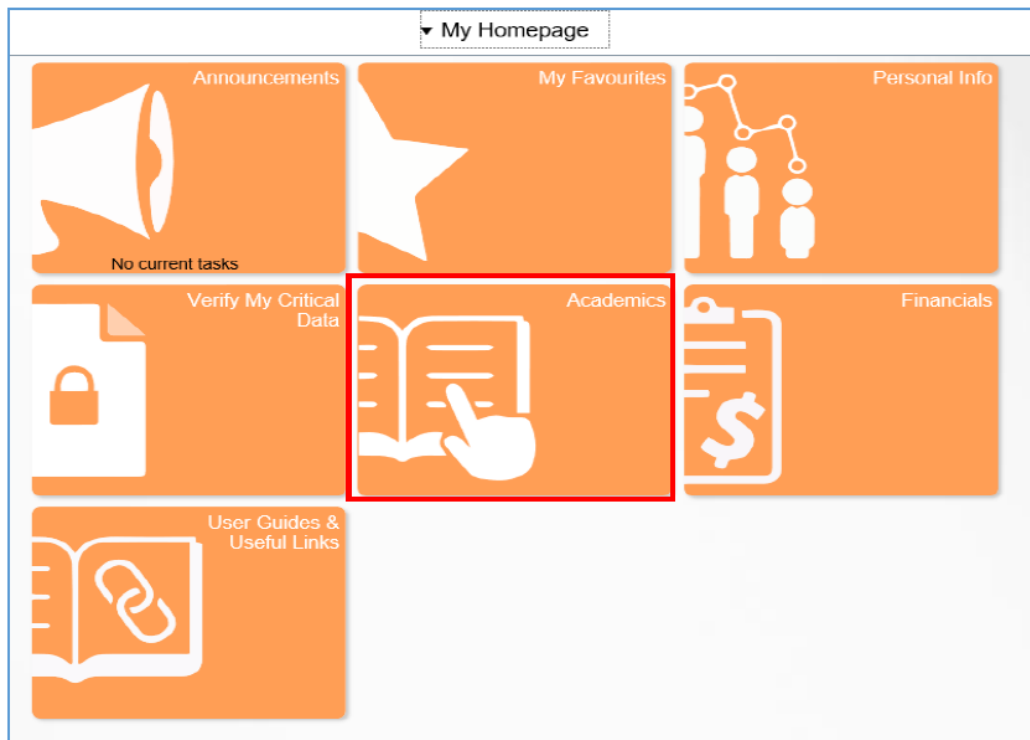 My Homepage
Announcements
No current tasks
My Favourites
Personal Info
Verify My Critical
Data
Academics
Financials
$
User Guides &
Useful Links